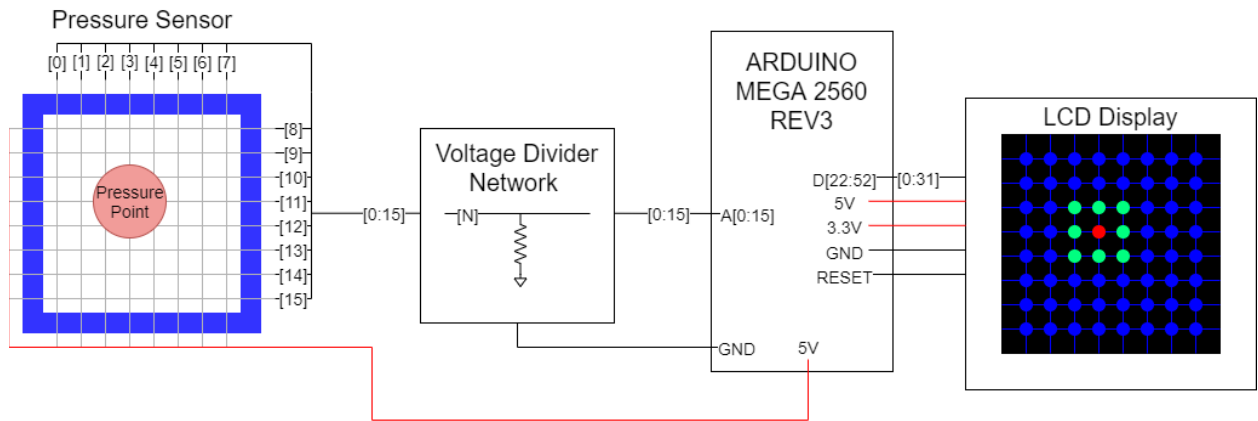 Pressure Sensor
[0] [1] [2] [3] [4] [5] [6] [7]
[8]
[9]
[10]
[11]
[12]
[13]
[14]
[15]
Pressure
Point
[0:15]
Voltage Divider
Network
[N]
[0:15]
ARDUINO
MEGA 2560
REV3
A[0:15]
D[22:52]
5V
3.3V
GND
RESET
GND
5V
[0:31]
LCD Display